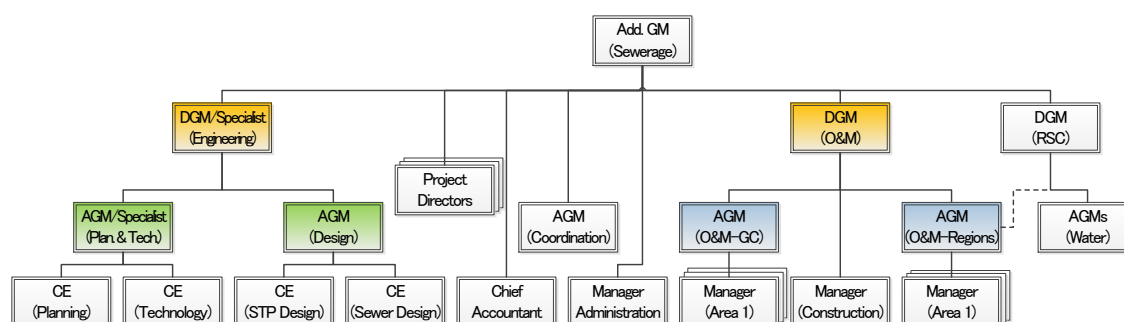 Add. GM
(Sewerage)
DGM/Specialist
(Engineering)
DGM
(O&M)
DGM
(RSC)
Project
Directors
AGM/Specialist
(Plan. & Tech.)
AGM
(Design)
AGM
(Coordination)
AGM
(O&M-GC)
AGM
(O&M-Regions)
AGMs
(Water)
CE
(Planning)
CE
(Technology)
CE
(STP Design)
CE
(Sewer Design)
Chief
Accountant
Manager
Administration
Manager
(Area 1)
Manager
(Construction)
Manager
(Area 1)